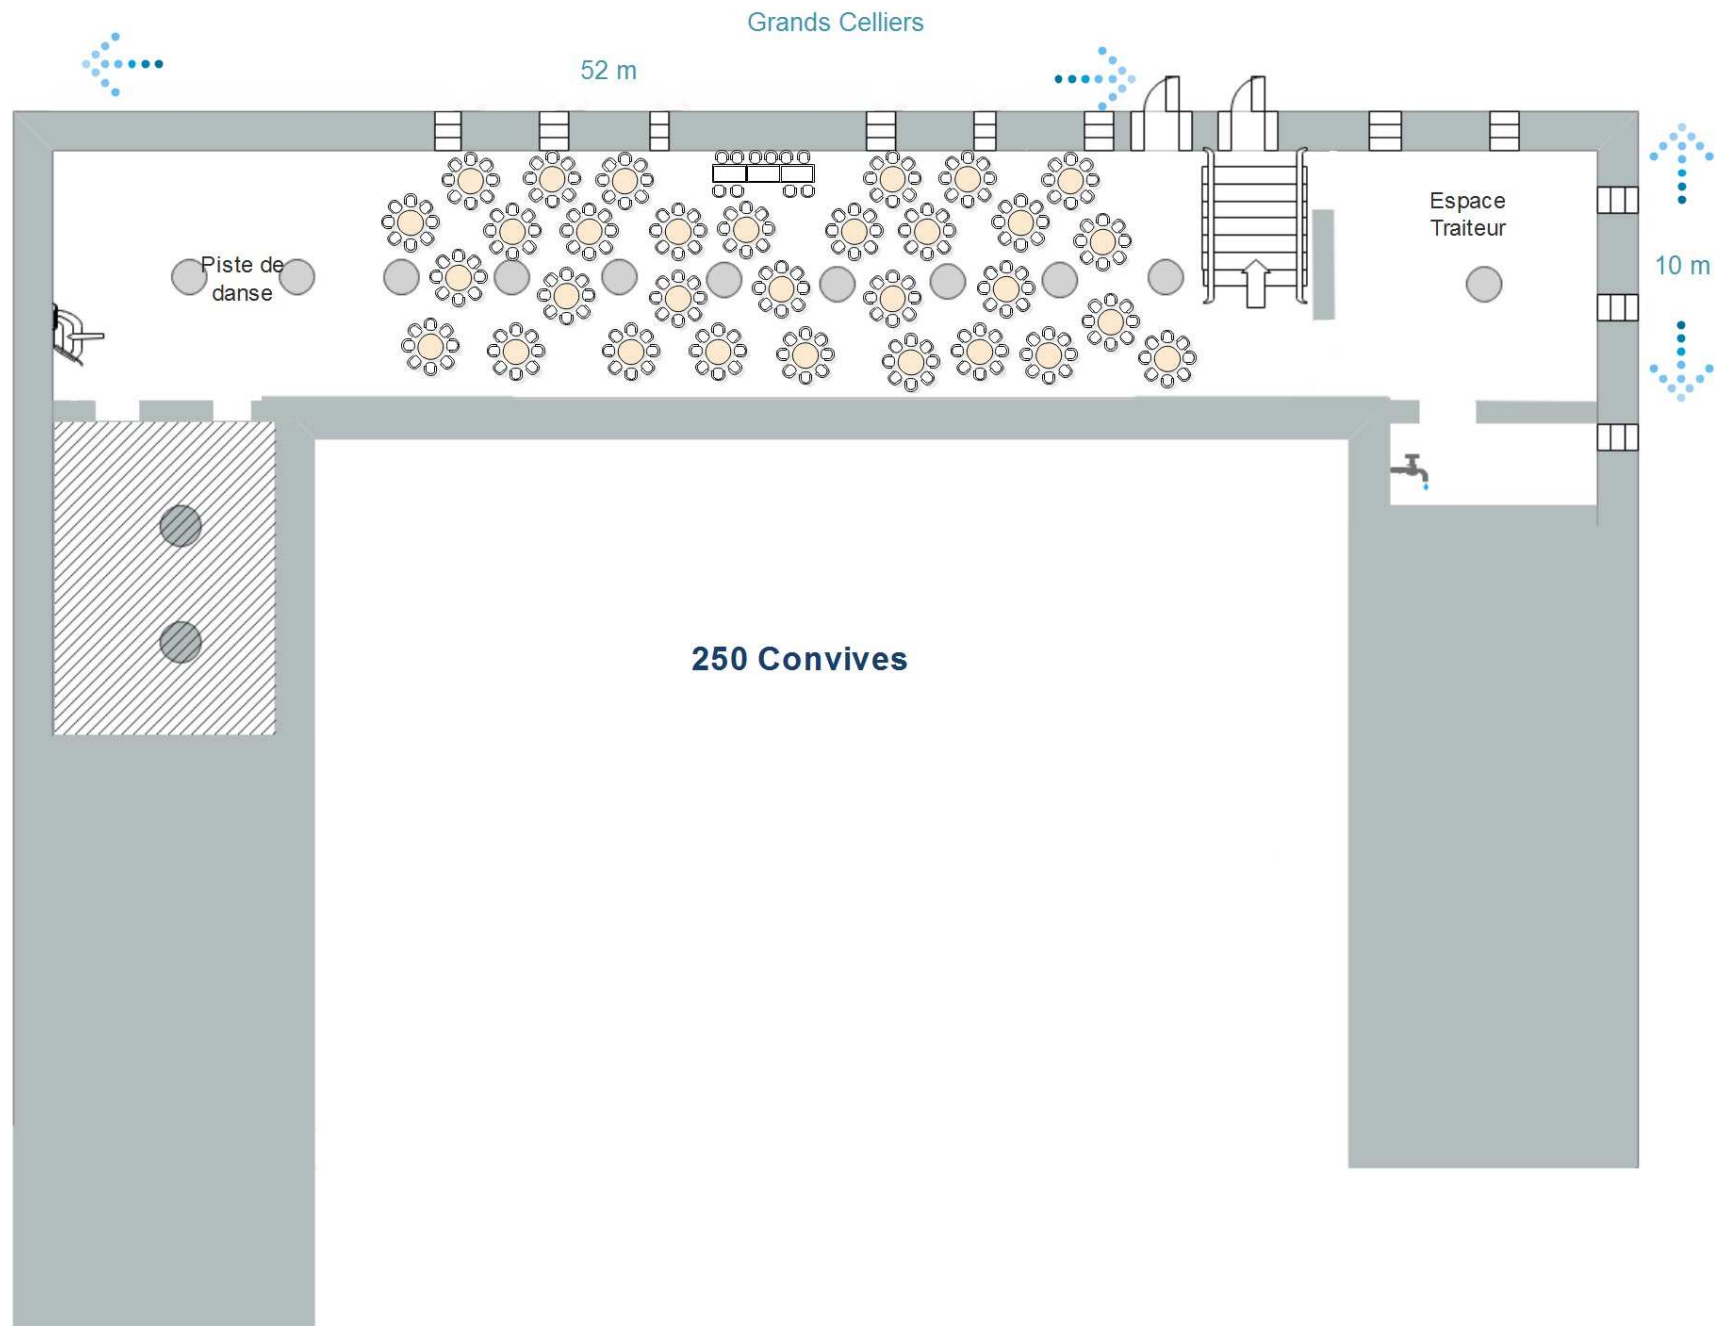 Grands Celliers
52 m
Espace
Traiteur
Piste de
danse
10 m
250 Convives